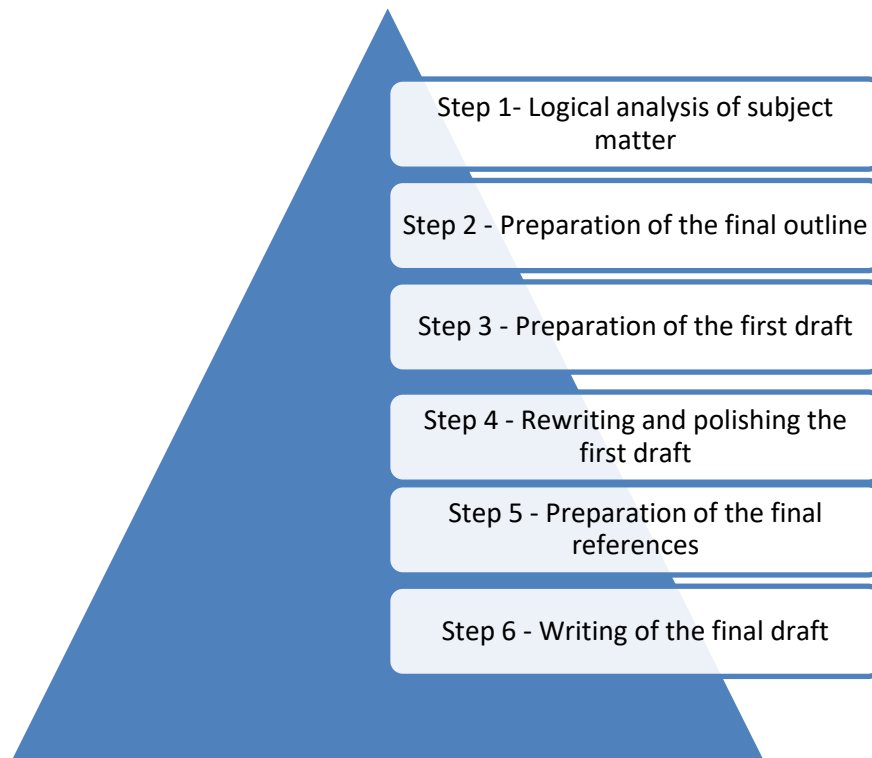 Step 1- Logical analysis of subject
matter
Step 2 - Preparation of the final outline
Step 3 - Preparation of the first draft
Step 4 - Rewriting and polishing the
first draft
Step 5 - Preparation of the final
references
Step 6 - Writing of the final draft